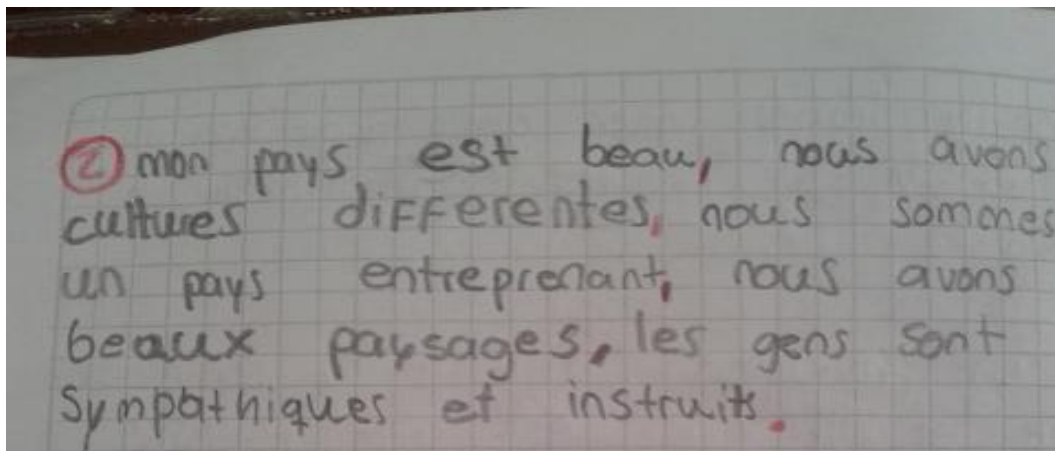 ② mon pays est beau, nous avons
cultures differentes, nous sommes
un pays entreprenant, nous avons
beaux paysages, les gens sont
sympathiques et instruits.